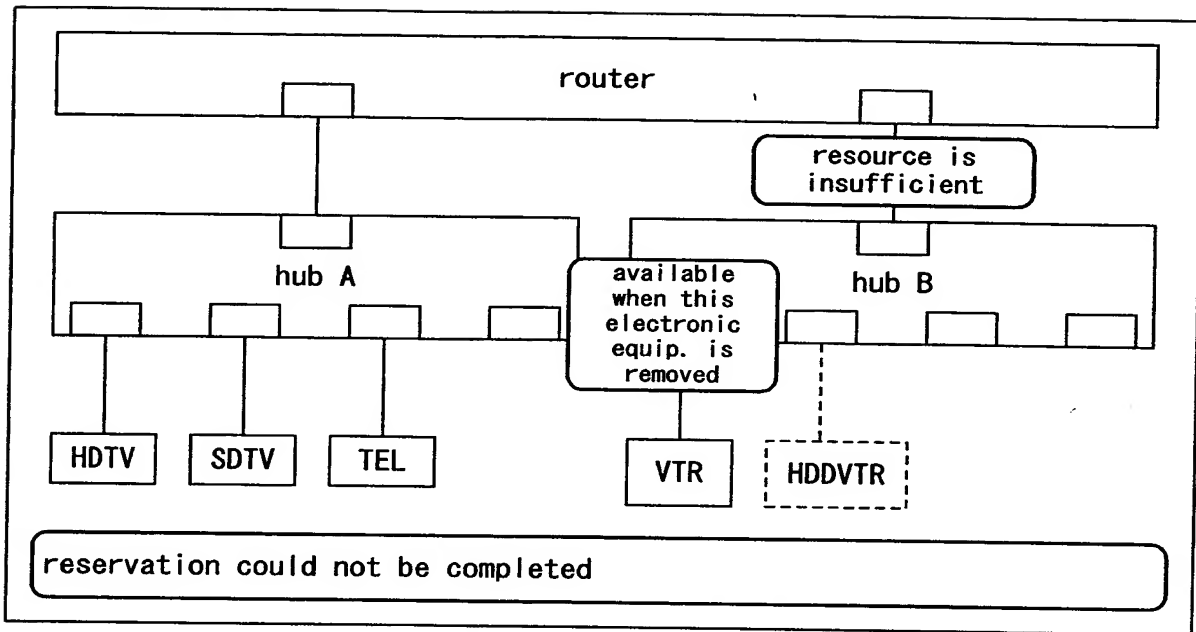 router
resource is
insufficient
hub A
available
when this
electronic
equip. is
removed
hub B
HDTV
SDTV
TEL
VTR
HDDVTR
reservation could not be completed